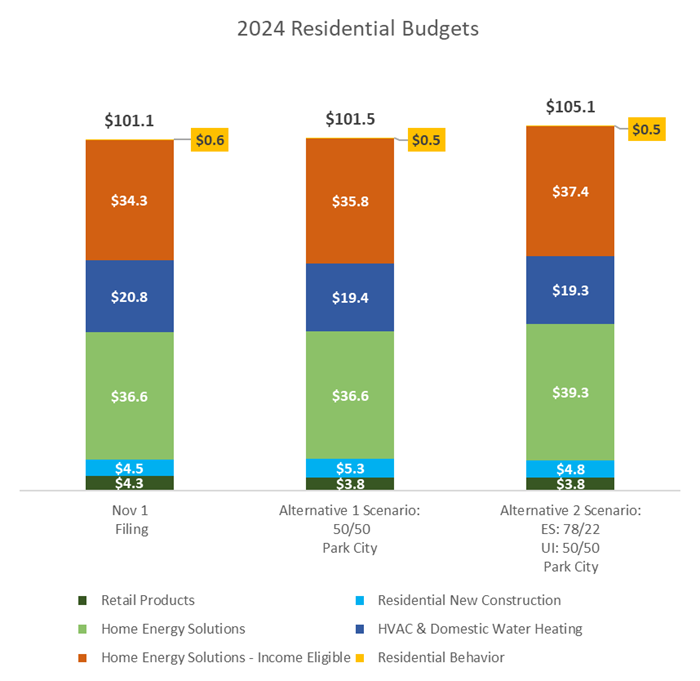 2024 Residential Budgets
$101.1
$101.5
$105.1
$0.6
$0.5
$0.5
$34.3
$35.8
$37.4
$20.8
$19.4
$19.3
$36.6
$36.6
$39.3
$4.5
$5.3
$4.8
$4.3
$3.8
$3.8
Nov 1
Filing
Alternative 1 Scenario:
50/50
Park City
Alternative 2 Scenario:
ES: 78/22
UI: 50/50
Park City
Retail Products
Residential New Construction
Home Energy Solutions
HVAC & Domestic Water Heating
Home Energy Solutions - Income Eligible
Residential Behavior